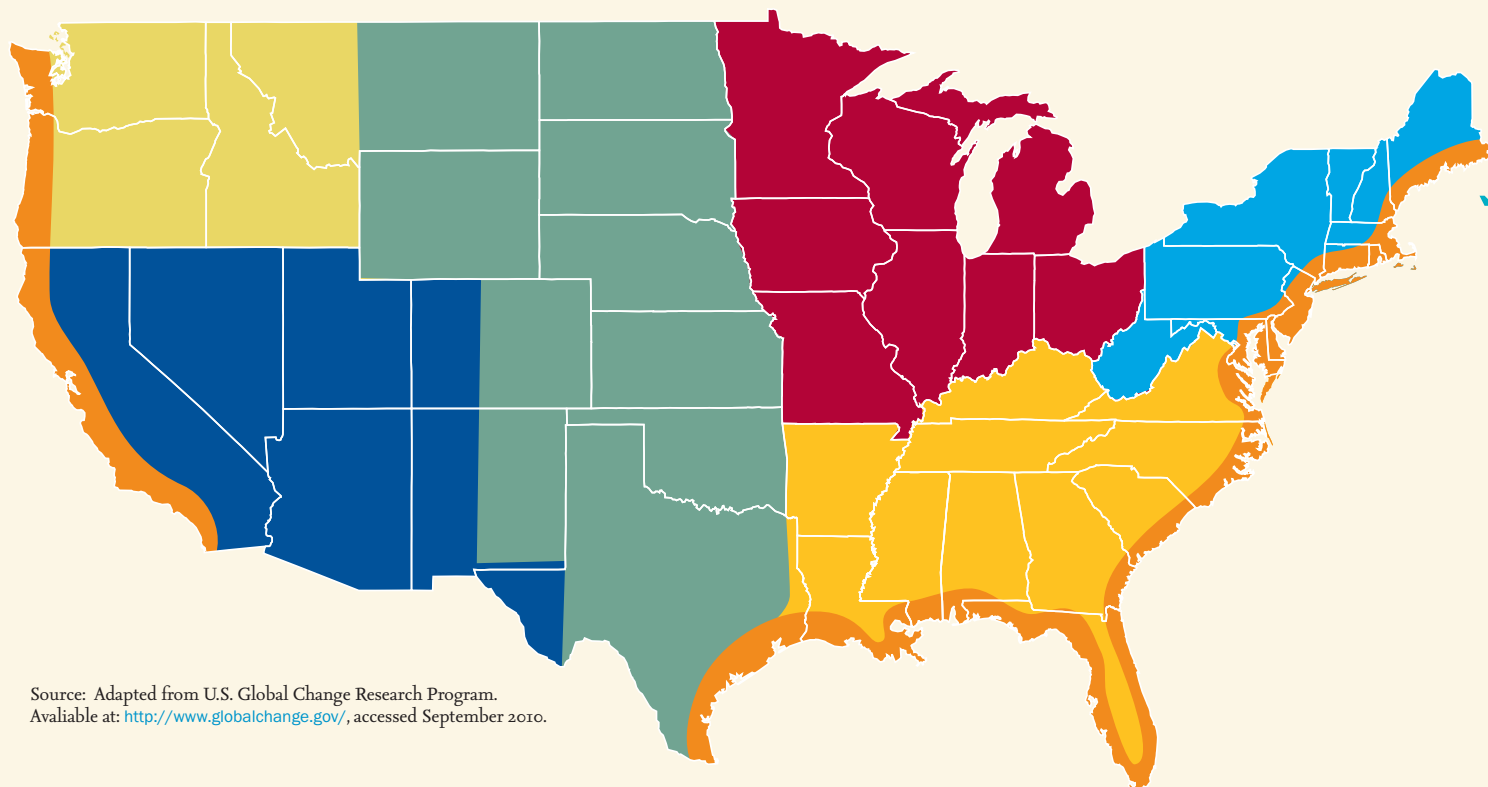 Source:  Adapted from U.S. Global Change Research Program.
Avaliable at: http://www.globalchange.gov/, accessed September 2010.